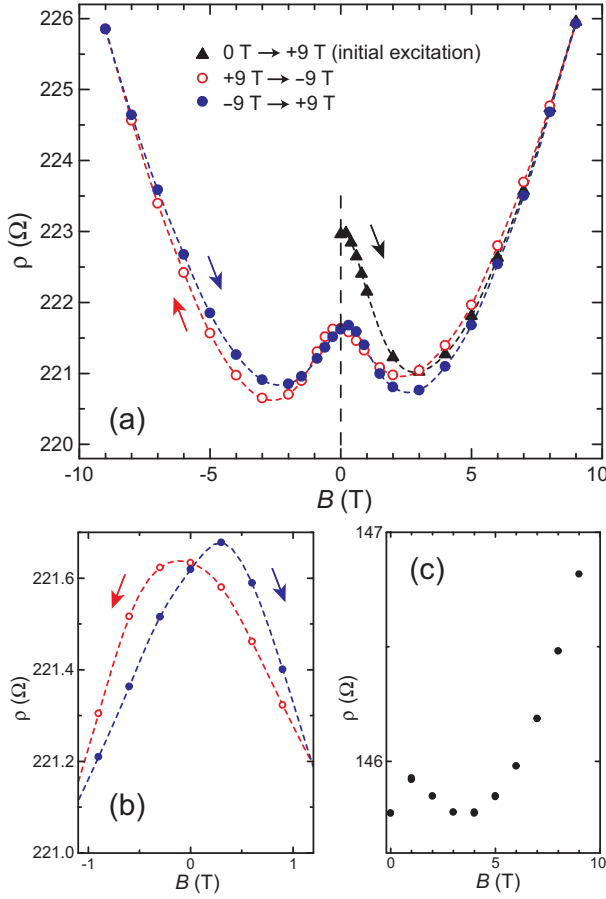 226
225
224
223
222
221
220
ρ (Ω)
0 T → +9 T (initial excitation)
+9 T → –9 T
–9 T → +9 T
(a)
-10 -5 0 5 10
B (T)
221.6
221.4
221.2
221.0
ρ (Ω)
(b)
-1 0 1
B (T)
147
146
ρ (Ω)
(c)
0 5 10
B (T)